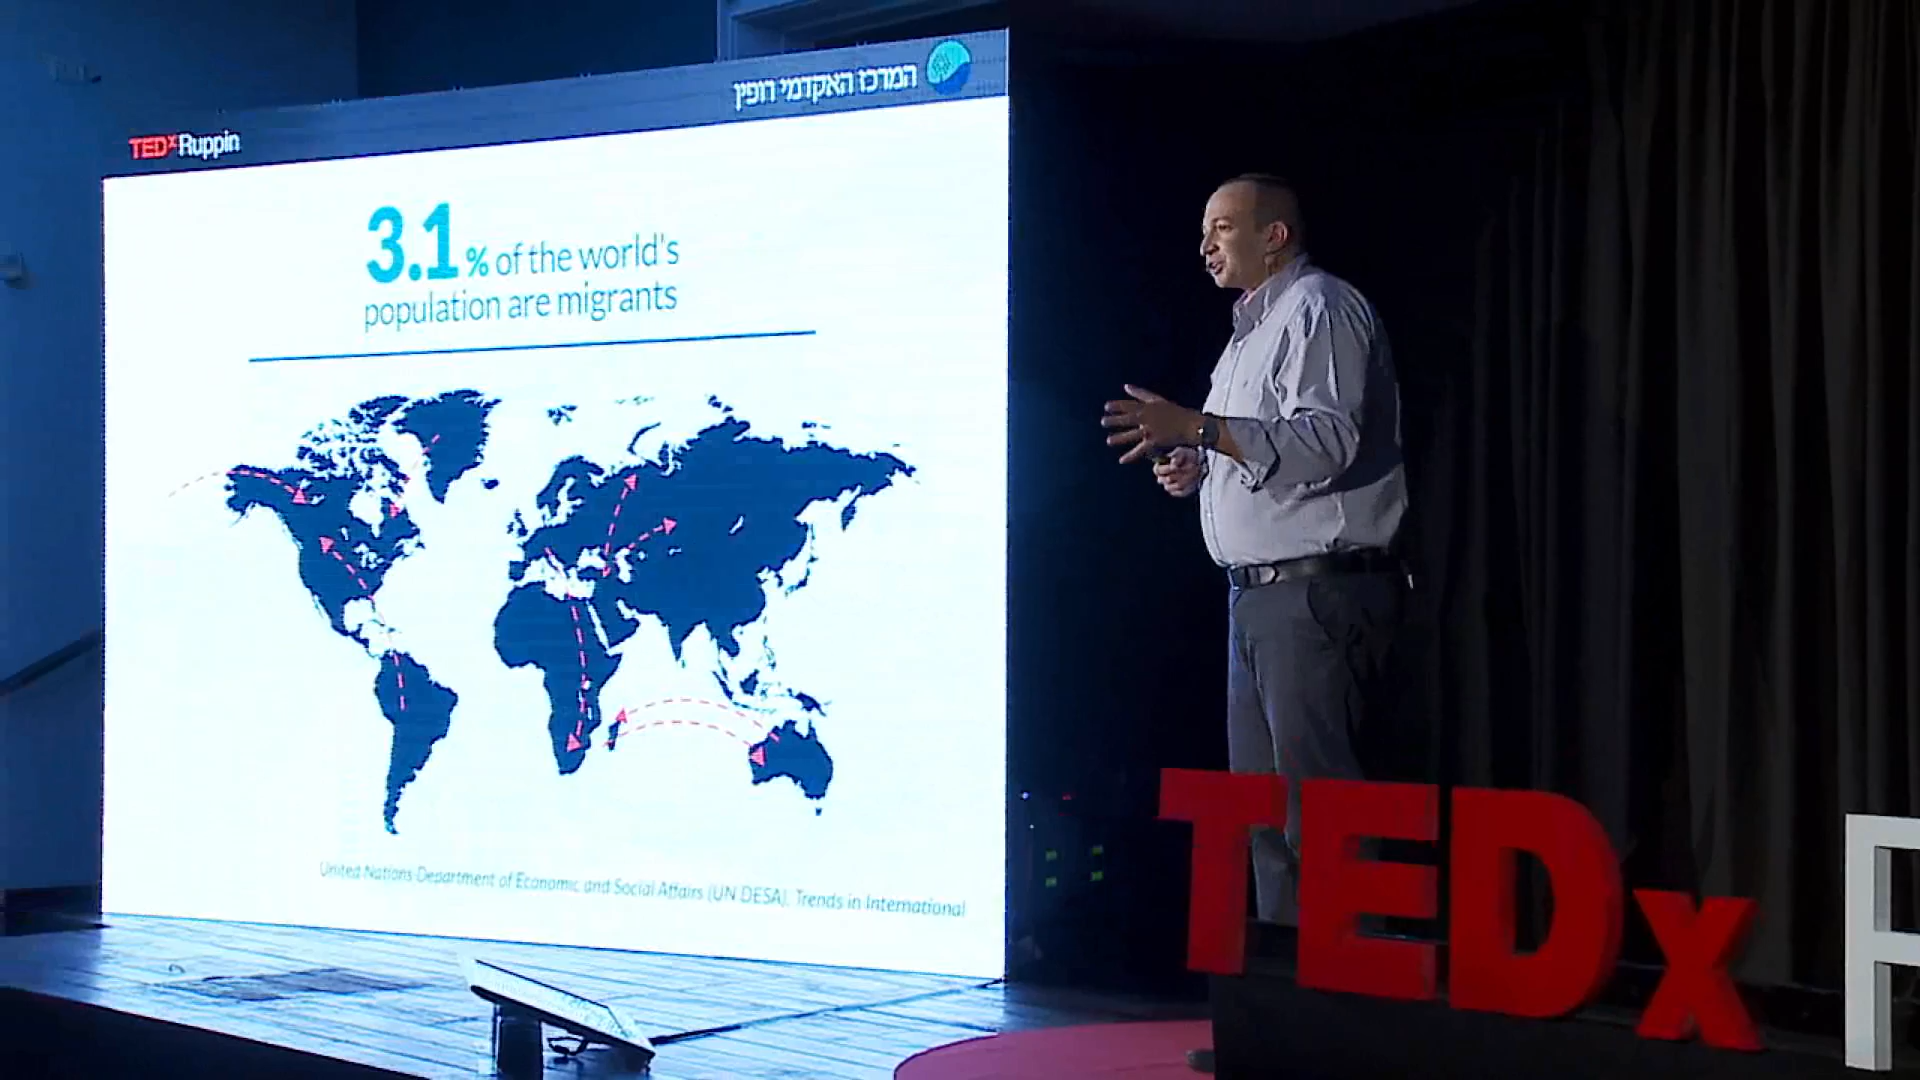 המרכז האקדמי רופין
TEDxRuppin
3.1% of the world's
population are migrants
United Nations Department of Economic and Social Affairs (UN DESA), Trends in International
TEDx